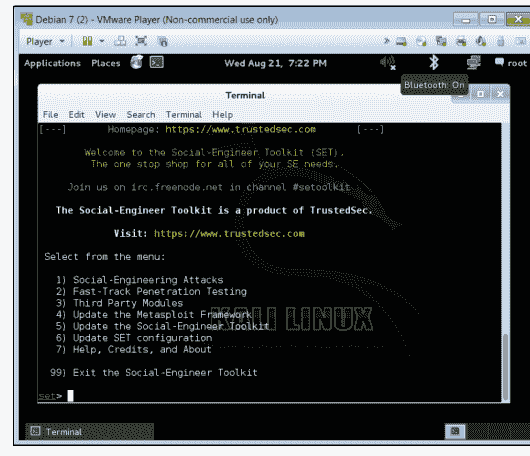 Debian 7 (2) - VMware Player (Non-commercial use only)
Player
Applications Places Wed Aug 21, 7:22 PM root
Bluetooth: On
Terminal
File Edit View Search Terminal Help
[---] Homepage: https://www.trustedsec.com [---]
Welcome to the Social-Engineer Toolkit (SET).
The one stop shop for all of your SE needs.
Join us on irc.freenode.net in channel #setoolkit
The Social-Engineer Toolkit is a product of TrustedSec.
Visit: https://www.trustedsec.com
Select from the menu:
1) Social-Engineering Attacks
2) Fast-Track Penetration Testing
3) Third Party Modules
4) Update the Metasploit Framework
5) Update the Social-Engineer Toolkit
6) Update SET configuration
7) Help, Credits, and About
KALI LINUX
99) Exit the Social-Engineer Toolkit
set>
Terminal